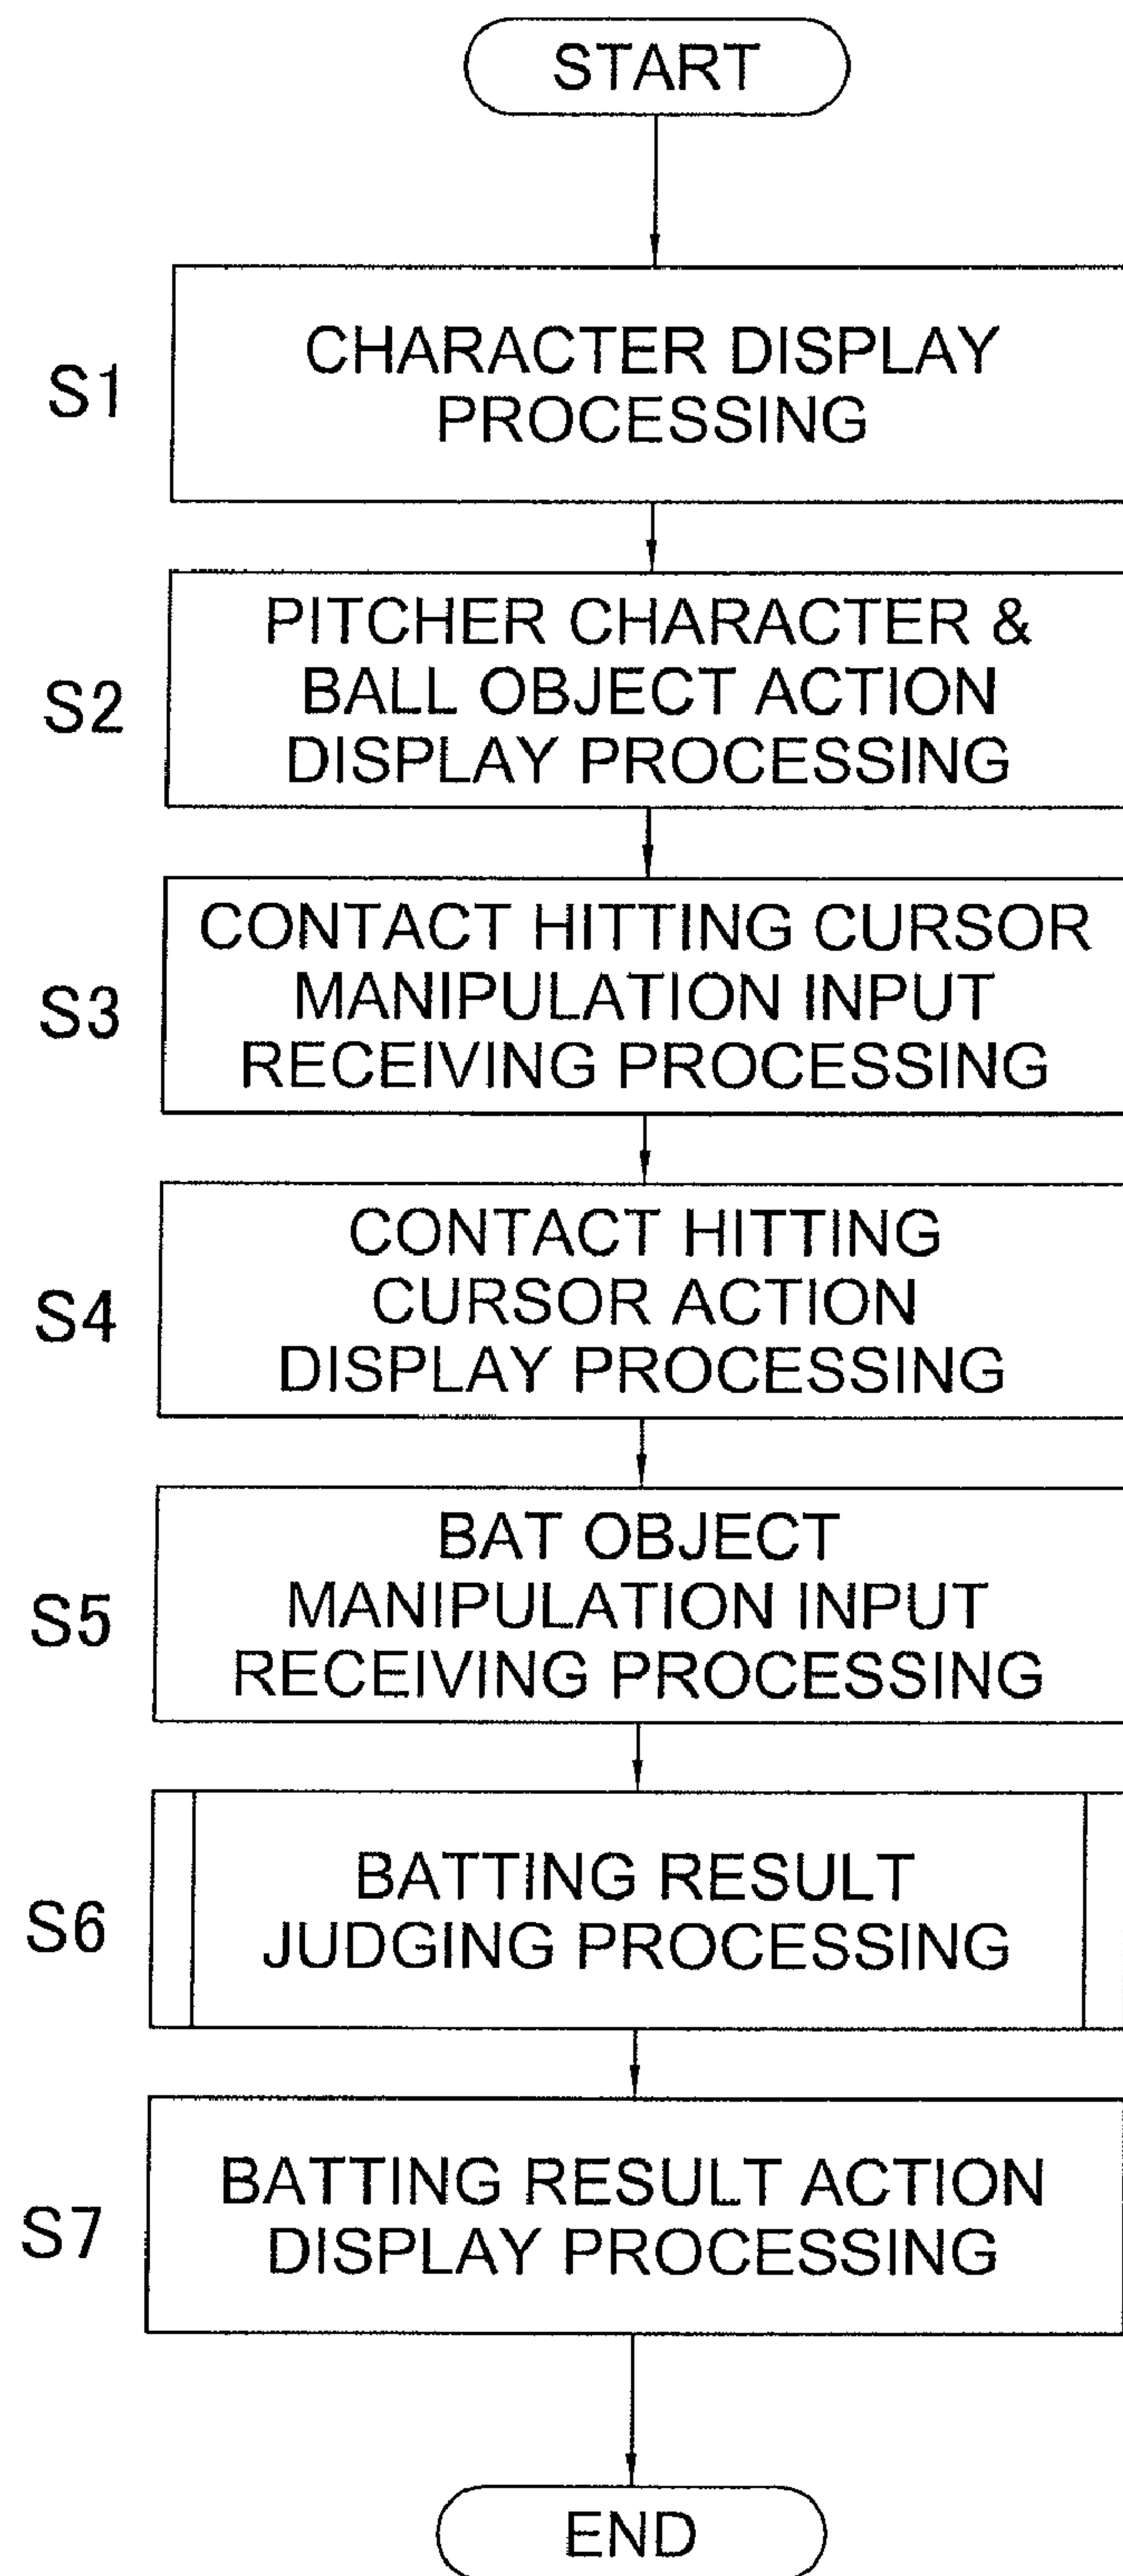 START
S1
CHARACTER DISPLAY
PROCESSING
S2
PITCHER CHARACTER &
BALL OBJECT ACTION
DISPLAY PROCESSING
S3
CONTACT HITTING CURSOR
MANIPULATION INPUT
RECEIVING PROCESSING
S4
CONTACT HITTING
CURSOR ACTION
DISPLAY PROCESSING
S5
BAT OBJECT
MANIPULATION INPUT
RECEIVING PROCESSING
S6
BATTING RESULT
JUDGING PROCESSING
S7
BATTING RESULT ACTION
DISPLAY PROCESSING
END